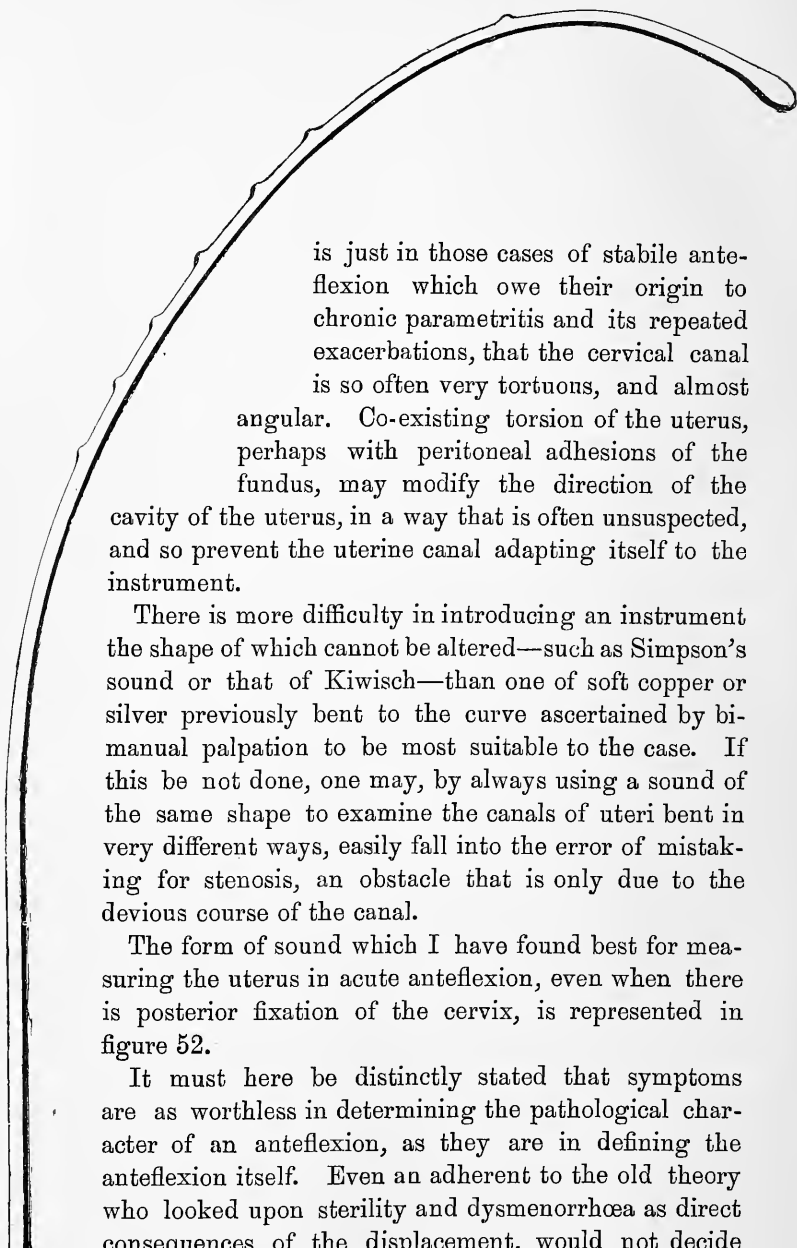 is just in those cases of stabile ante-
flexion which owe their origin to
chronic parametritis and its repeated
exacerbations, that the cervical canal
is so often very tortuous, and almost
angular. Co-existing torsion of the uterus,
perhaps with peritoneal adhesions of the
fundus, may modify the direction of the
cavity of the uterus, in a way that is often unsuspected,
and so prevent the uterine canal adapting itself to the
instrument.
There is more difficulty in introducing an instrument
the shape of which cannot be altered—such as Simpson's
sound or that of Kiwisch—than one of soft copper or
silver previously bent to the curve ascertained by bi-
manual palpation to be most suitable to the case. If
this be not done, one may, by always using a sound of
the same shape to examine the canals of uteri bent in
very different ways, easily fall into the error of mistak-
ing for stenosis, an obstacle that is only due to the
devious course of the canal.
The form of sound which I have found best for mea-
suring the uterus in acute anteflexion, even when there
is posterior fixation of the cervix, is represented in
figure 52.
It must here be distinctly stated that symptoms
are as worthless in determining the pathological char-
acter of an anteflexion, as they are in defining the
anteflexion itself. Even an adherent to the old theory
who looked upon sterility and dysmenorrhœa as direct
consequences of the displacement, would not decide